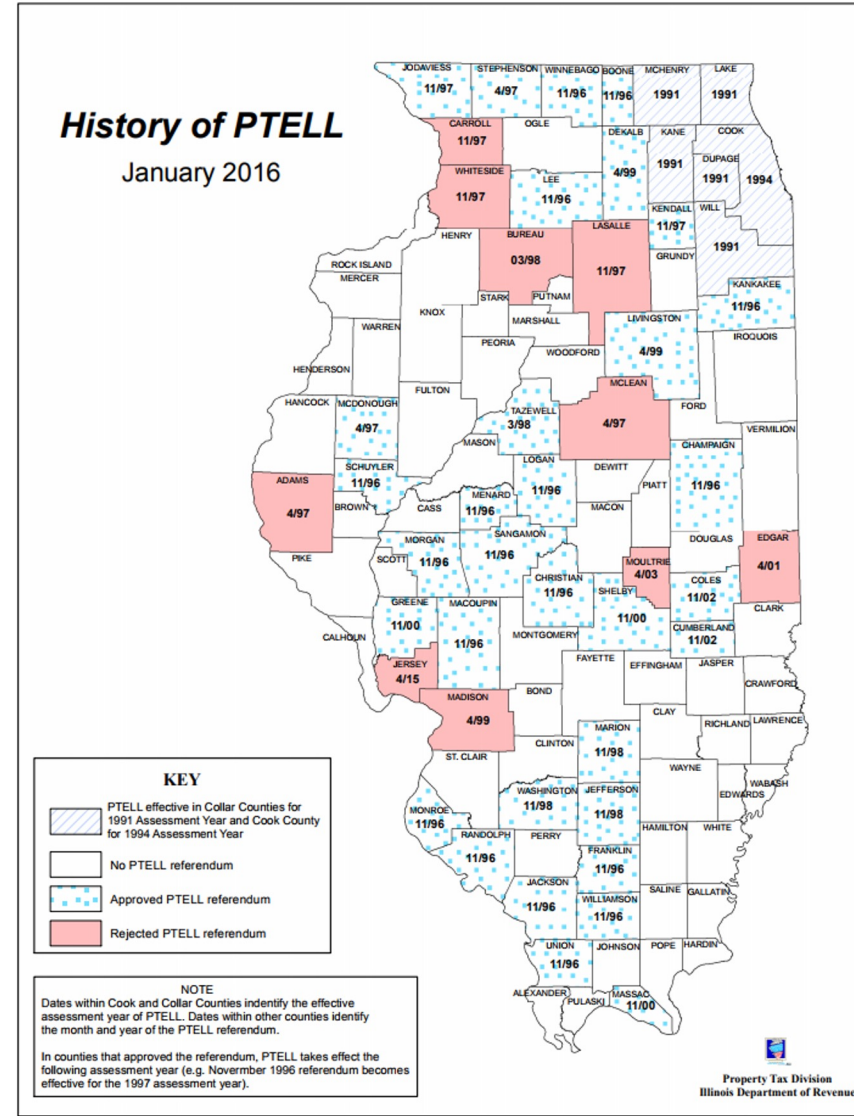 History of PTELL
January 2016
JODAVIESS
11/97
STEPHENSON
4/97
WINNEBAGO
11/96
BOONE
11/96
MCHENRY
1991
LAKE
1991
CARROLL
11/97
OGLE
DEKALB
4/99
KANE
1991
COOK
1994
DUPAGE
1991
WHITESIDE
11/97
LEE
11/96
KENDALL
11/97
WILL
1991
HENRY
BUREAU
03/98
LASALLE
11/97
GRUNDY
ROCK ISLAND
MERCER
STARK
PUTNAM
KANKAKEE
11/96
KNOX
MARSHALL
LIVINGSTON
4/99
IROQUOIS
WARREN
PEORIA
WOODFORD
HENDERSON
FULTON
MCLEAN
4/97
HANCOCK
MCDONOUGH
4/97
TAZEWELL
3/98
FORD
VERMILION
MASON
CHAMPAIGN
11/96
SCHUYLER
11/96
LOGAN
11/96
DEWITT
ADAMS
4/97
PIATT
BROWN
CASS
MENARD
11/96
MACON
MORGAN
11/96
SANGAMON
11/96
DOUGLAS
EDGAR
4/01
PIKE
SCOTT
MOULTRIE
4/03
CHRISTIAN
11/96
COLES
11/02
SHELBY
11/00
GREENE
11/00
MACOUPIN
11/96
CLARK
CUMBERLAND
11/02
CALHOUN
MONTGOMERY
JERSEY
4/15
FAYETTE
EFFINGHAM
JASPER
CRAWFORD
MADISON
4/99
BOND
CLAY
RICHLAND
LAWRENCE
MARION
11/98
CLINTON
ST. CLAIR
WAYNE
WABASH
EDWARDS
WASHINGTON
11/98
JEFFERSON
11/98
MONROE
11/96
RANDOLPH
11/96
PERRY
HAMILTON
WHITE
FRANKLIN
11/96
JACKSON
11/96
WILLIAMSON
11/96
SALINE
GALLATIN
UNION
11/96
JOHNSON
POPE
HARDIN
ALEXANDER
PULASKI
MASSAC
11/00
KEY
PTELL effective in Collar Counties for
1991 Assessment Year and Cook County
for 1994 Assessment Year
No PTELL referendum
Approved PTELL referendum
Rejected PTELL referendum
NOTE
Dates within Cook and Collar Counties indentify the effective
assessment year of PTELL. Dates within other counties identify
the month and year of the PTELL referendum.
In counties that approved the referendum, PTELL takes effect the
following assessment year (e.g. Novermber 1996 referendum becomes
effective for the 1997 assessment year).
Property Tax Division
Illinois Department of Revenue